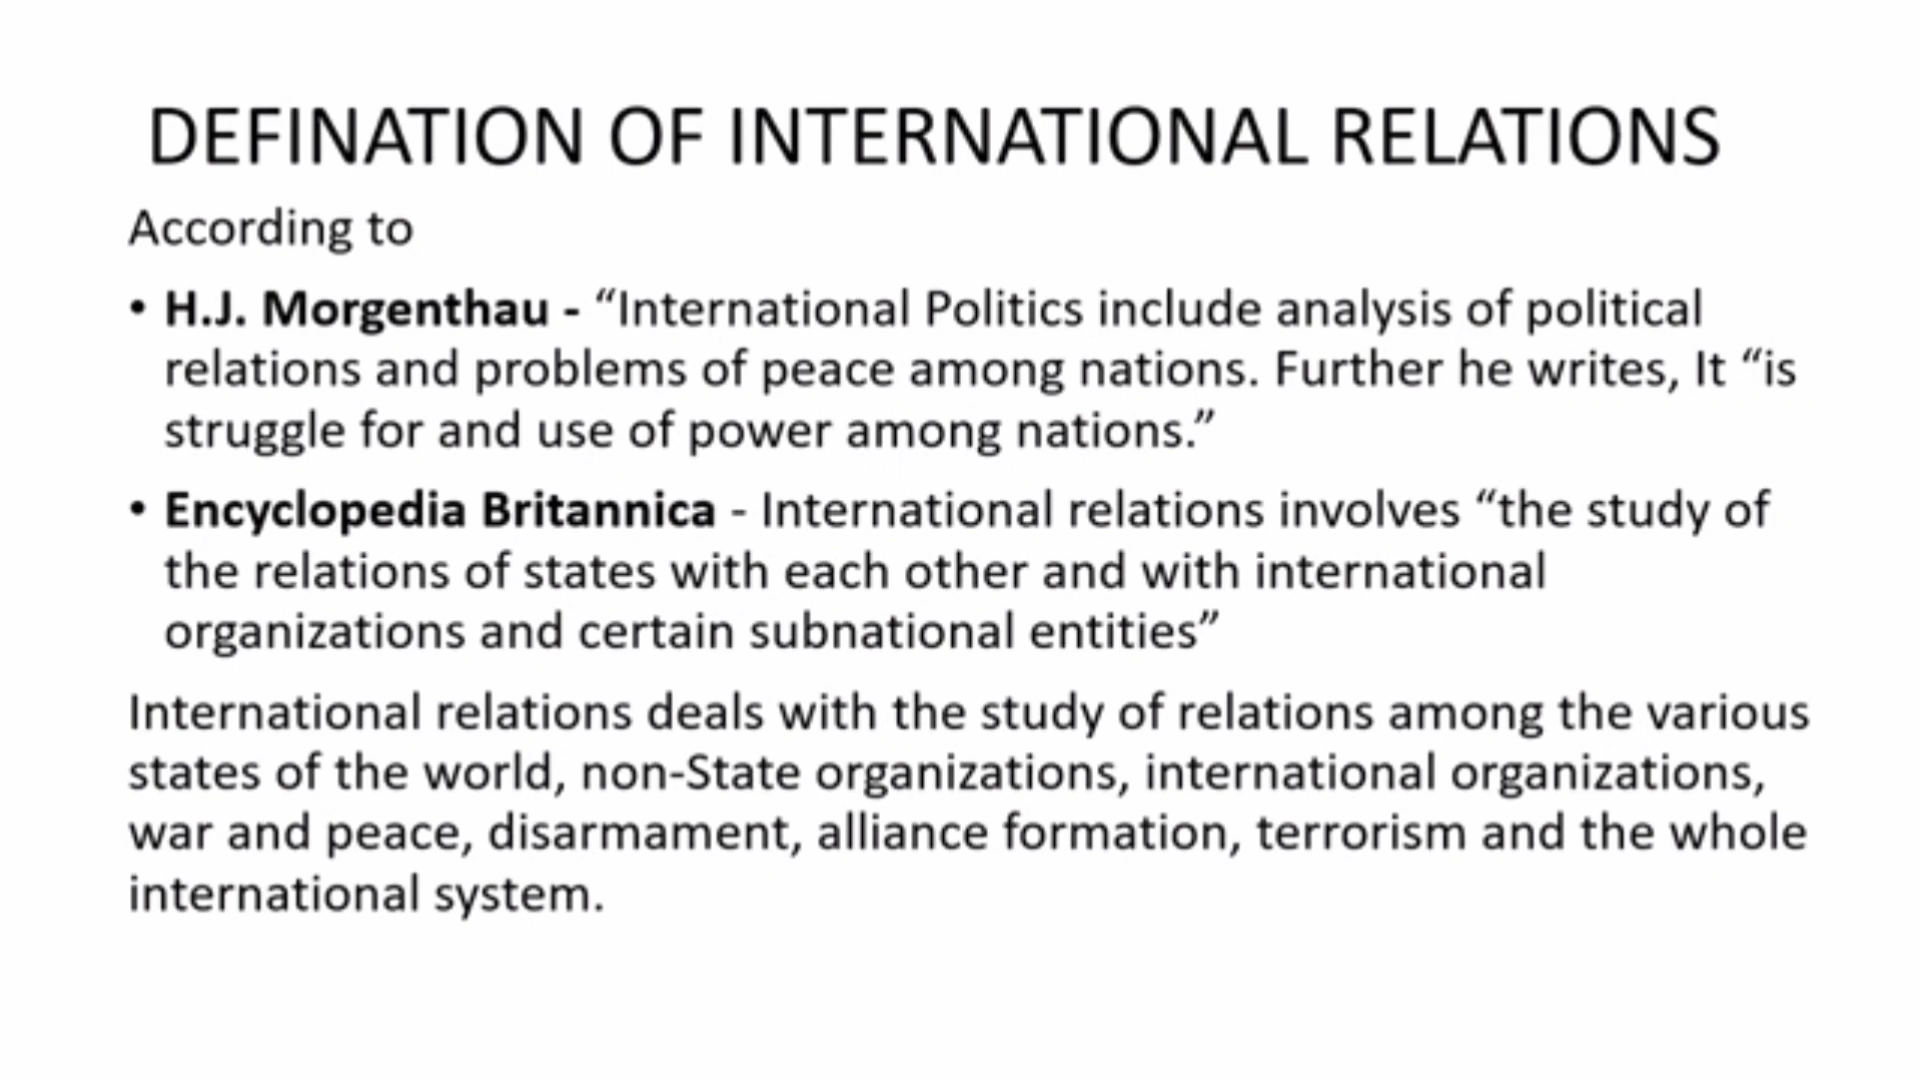 DEFINATION OF INTERNATIONAL RELATIONS
According to
• H.J. Morgenthau - “International Politics include analysis of political
relations and problems of peace among nations. Further he writes, It “is
struggle for and use of power among nations.”
• Encyclopedia Britannica - International relations involves “the study of
the relations of states with each other and with international
organizations and certain subnational entities”
International relations deals with the study of relations among the various
states of the world, non-State organizations, international organizations,
war and peace, disarmament, alliance formation, terrorism and the whole
international system.